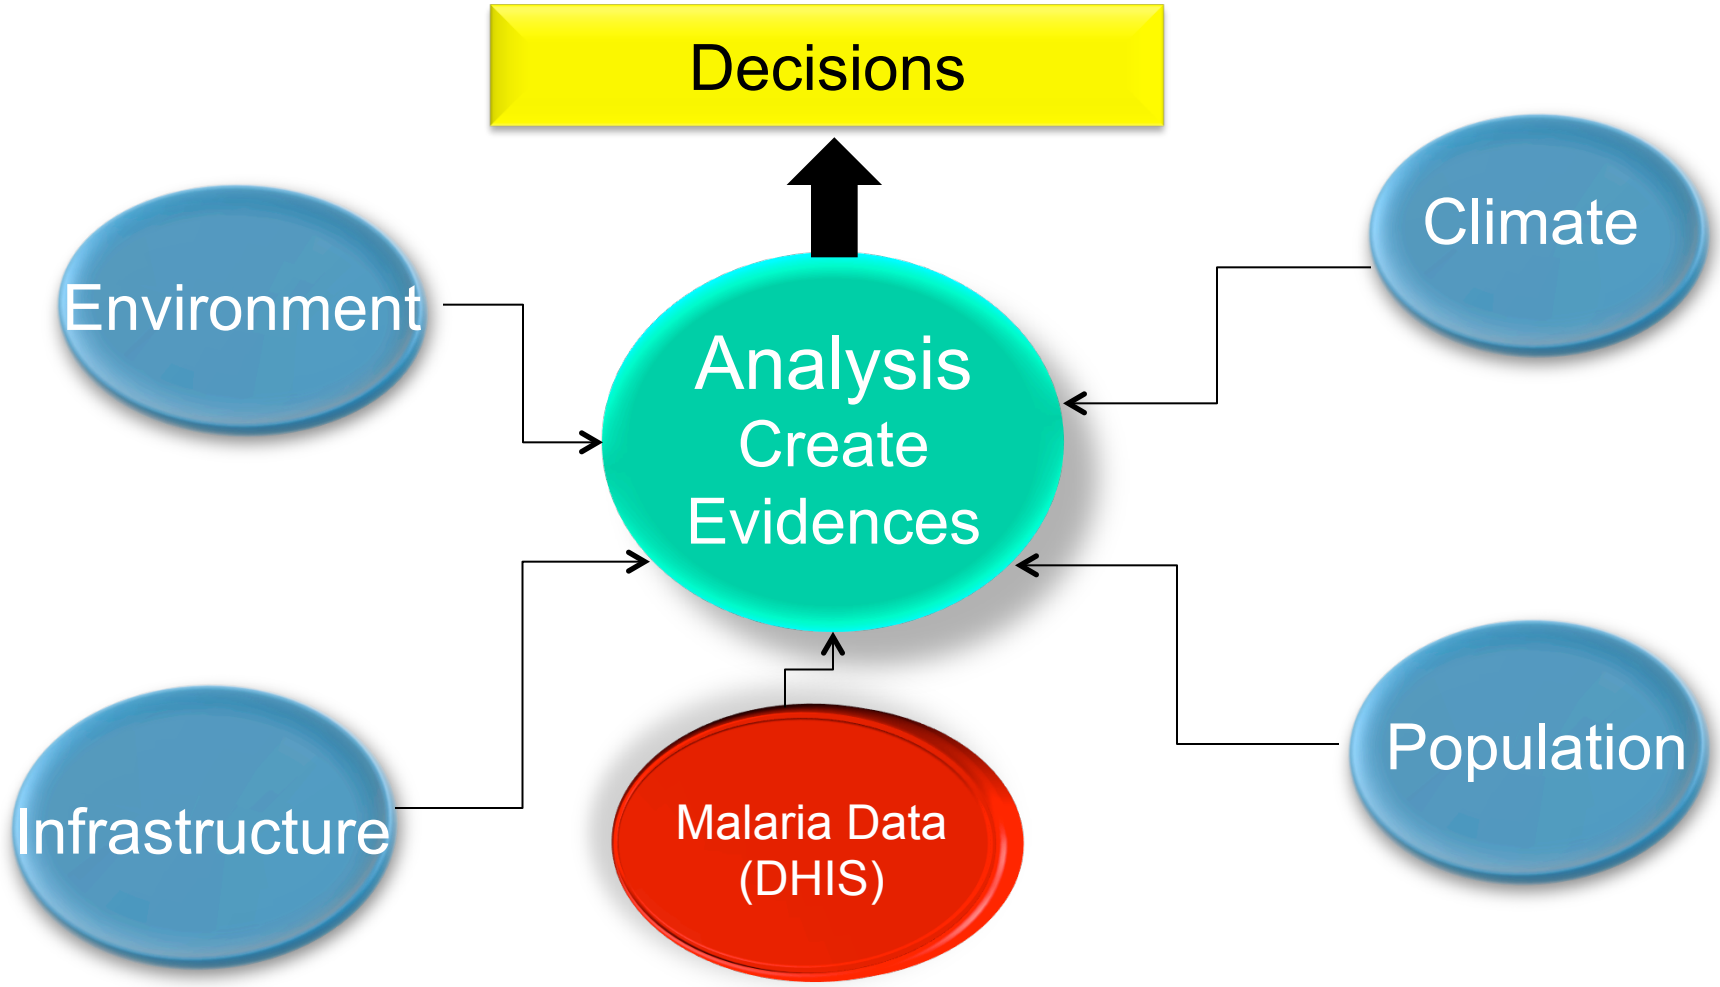 Decisions
Climate
Environment
Analysis
Create
Evidences
Population
Infrastructure
Malaria Data
(DHIS)